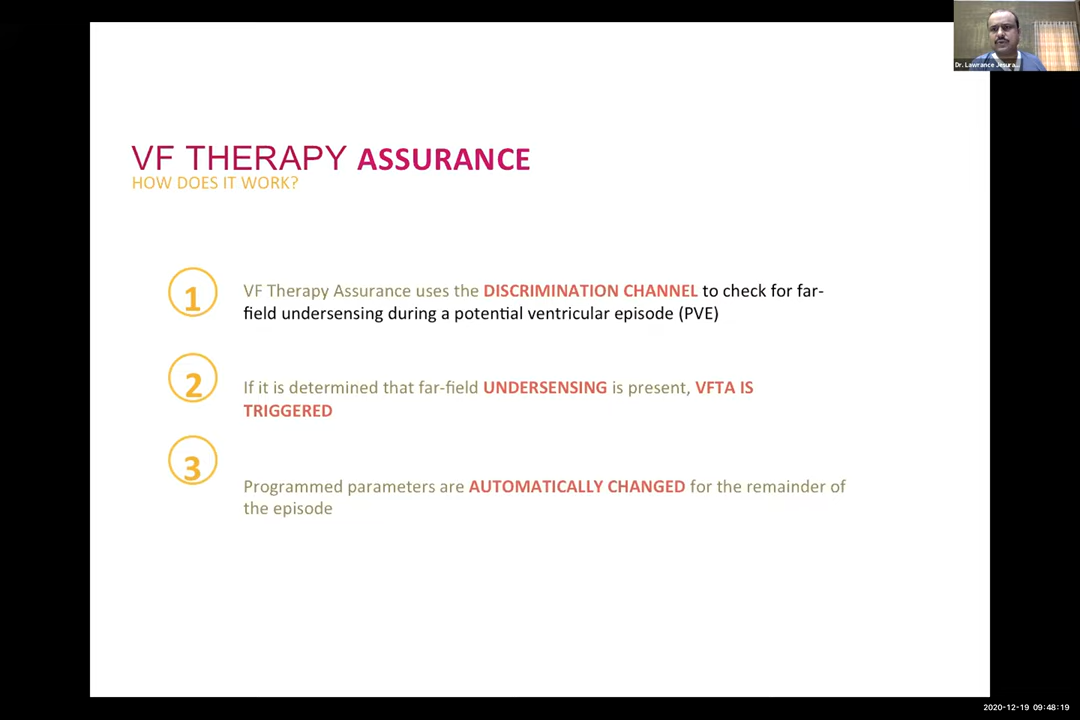 Dr. Lawrance Jesura...
VF THERAPY ASSURANCE
HOW DOES IT WORK?
1
VF Therapy Assurance uses the DISCRIMINATION CHANNEL to check for far-
field undersensing during a potential ventricular episode (PVE)
2
If it is determined that far-field UNDERSENSING is present, VFTA IS
TRIGGERED
3
Programmed parameters are AUTOMATICALLY CHANGED for the remainder of
the episode
2020-12-19 09:48:19